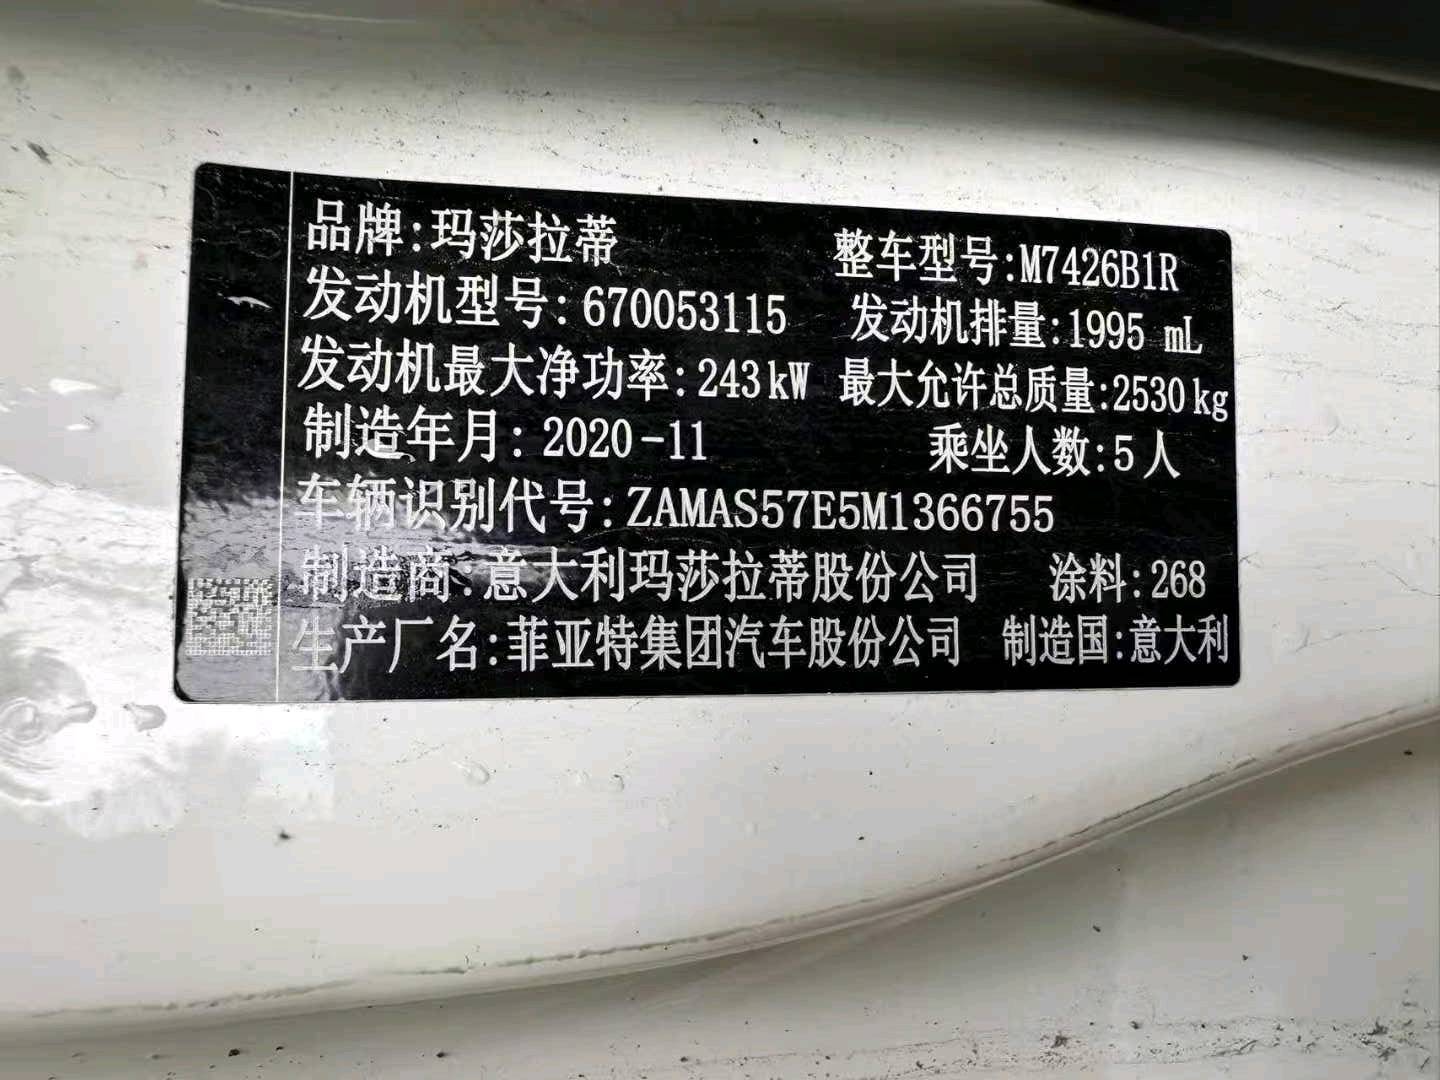 品牌:玛莎拉蒂 整车型号:M7426B1R
发动机型号:670053115 发动机排量:1995 mL
发动机最大净功率:243kW 最大允许总质量:2530kg
制造年月:2020-11 乘坐人数:5人
车辆识别代号:ZAMAS57E5M1366755
制造商:意大利玛莎拉蒂股份公司 涂料:268
生产厂名:菲亚特集团汽车股份公司 制造国:意大利